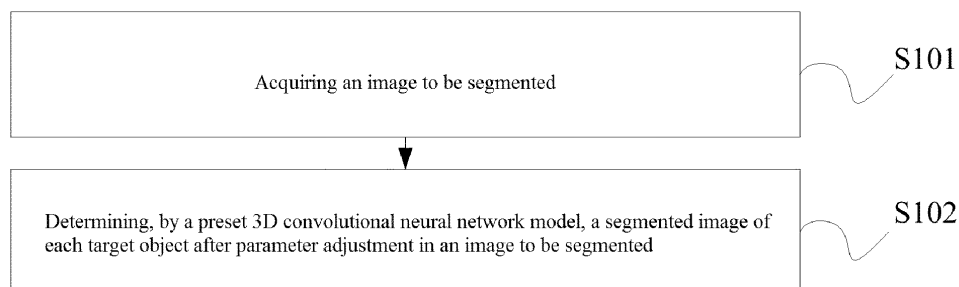 Acquiring an image to be segmented
S101
Determining, by a preset 3D convolutional neural network model, a segmented image of
each target object after parameter adjustment in an image to be segmented
S102